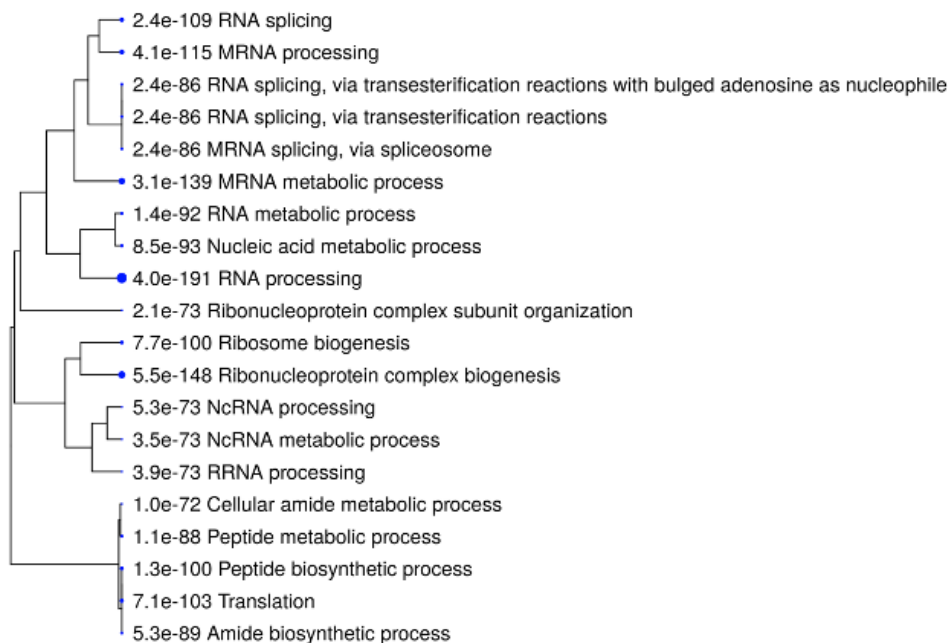 2.4e-109 RNA splicing
4.1e-115 MRNA processing
2.4e-86 RNA splicing, via transesterification reactions with bulged adenosine as nucleophile
2.4e-86 RNA splicing, via transesterification reactions
2.4e-86 MRNA splicing, via spliceosome
3.1e-139 MRNA metabolic process
1.4e-92 RNA metabolic process
8.5e-93 Nucleic acid metabolic process
4.0e-191 RNA processing
2.1e-73 Ribonucleoprotein complex subunit organization
7.7e-100 Ribosome biogenesis
5.5e-148 Ribonucleoprotein complex biogenesis
5.3e-73 NcRNA processing
3.5e-73 NcRNA metabolic process
3.9e-73 RRNA processing
1.0e-72 Cellular amide metabolic process
1.1e-88 Peptide metabolic process
1.3e-100 Peptide biosynthetic process
7.1e-103 Translation
5.3e-89 Amide biosynthetic process